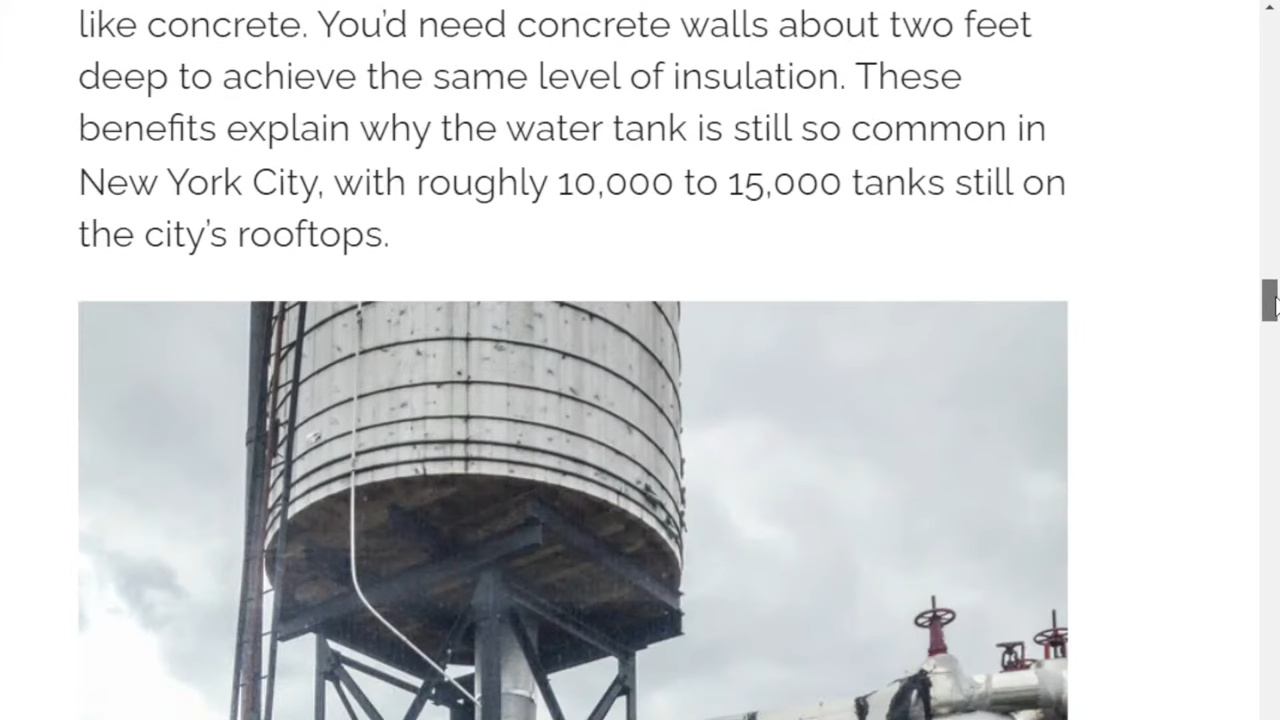 like concrete. You'd need concrete walls about two feet
deep to achieve the same level of insulation. These
benefits explain why the water tank is still so common in
New York City, with roughly 10,000 to 15,000 tanks still on
the city's rooftops.